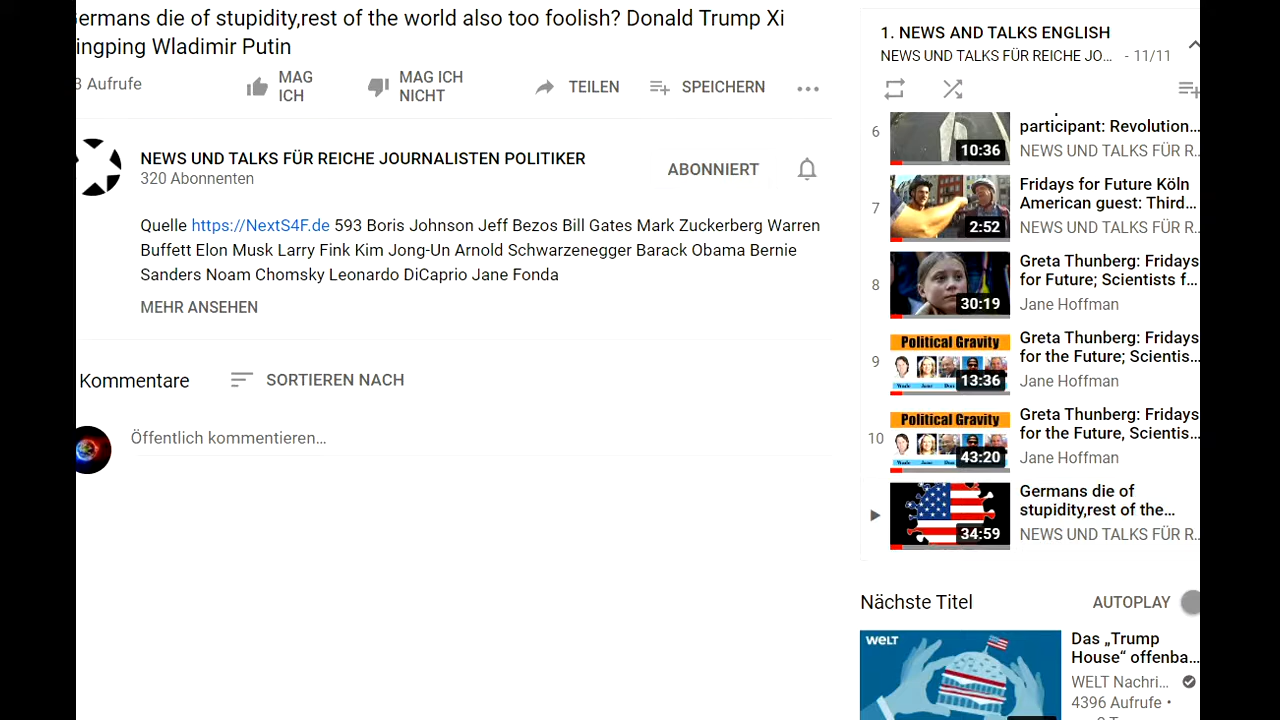 ermans die of stupidity,rest of the world also too foolish? Donald Trump Xi
ingping Wladimir Putin
3 Aufrufe
MAG ICH
MAG ICH NICHT
TEILEN
SPEICHERN
NEWS UND TALKS FÜR REICHE JOURNALISTEN POLITIKER
320 Abonnenten
ABONNIERT
Quelle https://NextS4F.de 593 Boris Johnson Jeff Bezos Bill Gates Mark Zuckerberg Warren
Buffett Elon Musk Larry Fink Kim Jong-Un Arnold Schwarzenegger Barack Obama Bernie
Sanders Noam Chomsky Leonardo DiCaprio Jane Fonda
MEHR ANSEHEN
Kommentare
SORTIEREN NACH
Öffentlich kommentieren…
1. NEWS AND TALKS ENGLISH
NEWS UND TALKS FÜR REICHE JO… - 11/11
6
10:36
participant: Revolution…
NEWS UND TALKS FÜR R…
7
2:52
Fridays for Future Köln
American guest: Third…
NEWS UND TALKS FÜR R…
8
30:19
Greta Thunberg: Fridays
for Future; Scientists f…
Jane Hoffman
9
Political Gravity
13:36
Greta Thunberg: Fridays
for the Future; Scientis…
Jane Hoffman
10
Political Gravity
43:20
Greta Thunberg: Fridays
for the Future, Scientis…
Jane Hoffman
34:59
Germans die of
stupidity,rest of the…
NEWS UND TALKS FÜR R…
Nächste Titel
AUTOPLAY
WELT
Das „Trump
House“ offenba…
WELT Nachri…
4396 Aufrufe •